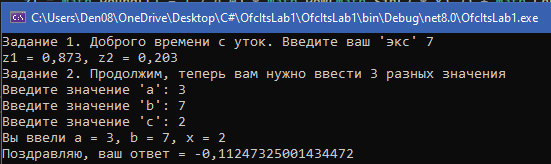 C:\Users\Den08\OneDrive\Desktop\C#\OfcItsLab1\OfcItsLab1\bin\Debug\net8.0\OfcItsLab1.exe
Задание 1. Доброго времени с уток. Введите ваш 'экс' 7
z1 = 0,873, z2 = 0,203
Задание 2. Продолжим, теперь вам нужно ввести 3 разных значения
Введите значение 'a': 3
Введите значение 'b': 7
Введите значение 'c': 2
Вы ввели a = 3, b = 7, x = 2
Поздравляю, ваш ответ = -0,11247325001434472